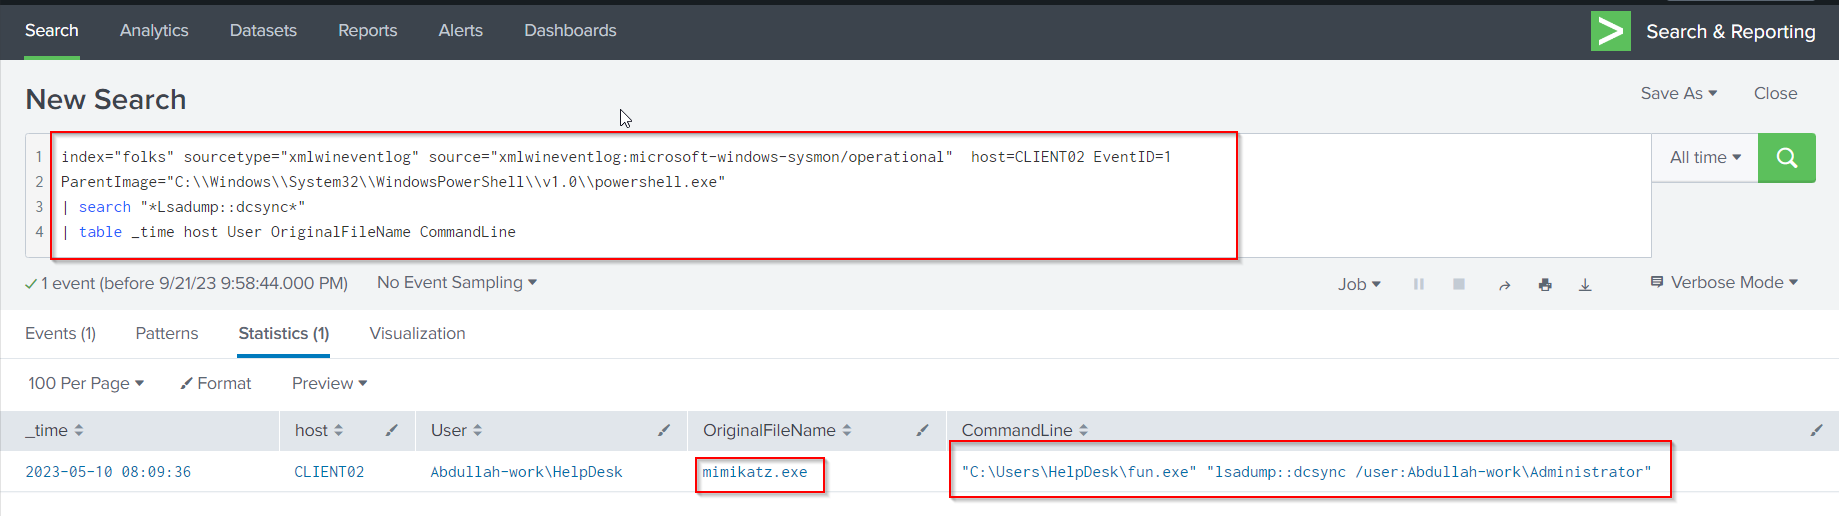 Search Analytics Datasets Reports Alerts Dashboards > Search & Reporting
New Search Save As Close
1 index="folks" sourcetype="xmlwineventlog" source="xmlwineventlog:microsoft-windows-sysmon/operational"  host=CLIENT02 EventID=1
2 ParentImage="C:\\Windows\\System32\\WindowsPowerShell\\v1.0\\powershell.exe"
3 | search "*Lsadump::dcsync*"
4 | table _time host User OriginalFileName CommandLine
All time
1 event (before 9/21/23 9:58:44.000 PM) No Event Sampling Job Verbose Mode
Events (1) Patterns Statistics (1) Visualization
100 Per Page Format Preview
_time host User OriginalFileName CommandLine
2023-05-10 08:09:36 CLIENT02 Abdullah-work\HelpDesk mimikatz.exe "C:\Users\HelpDesk\fun.exe" "lsadump::dcsync /user:Abdullah-work\Administrator"